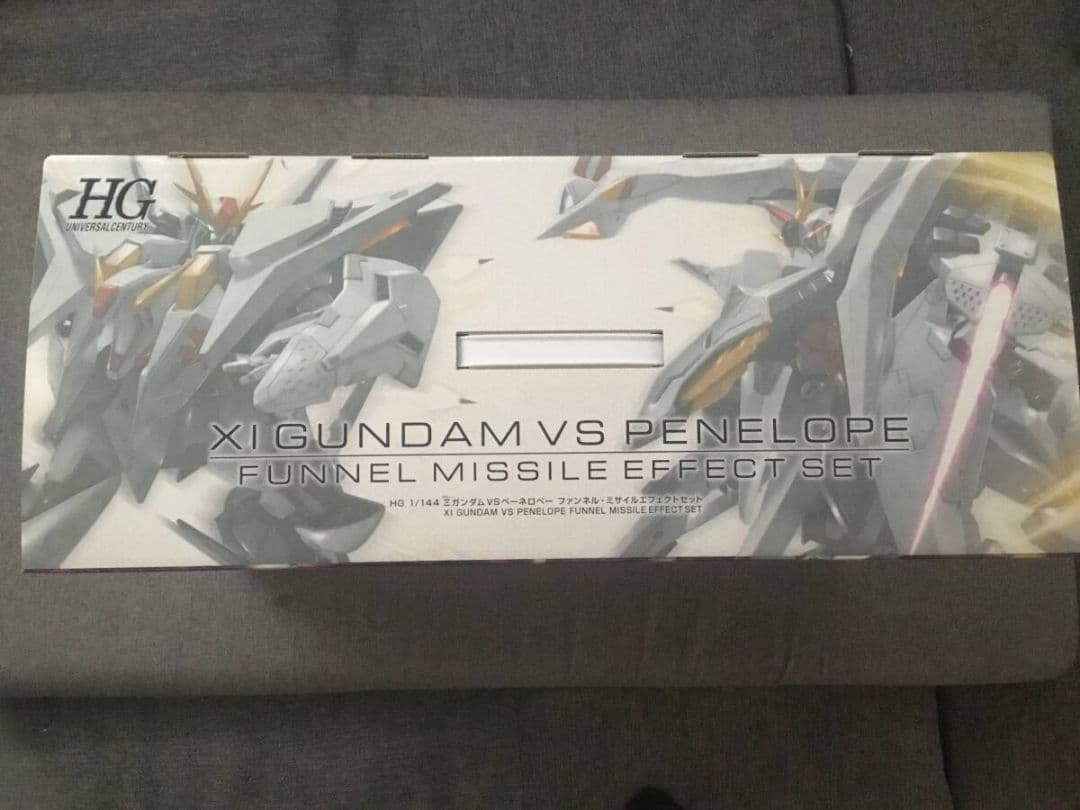 HG
UNIVERSAL CENTURY
XI GUNDAM VS PENELOPE
FUNNEL MISSILE EFFECT SET
HG 1/144 Ξガンダム VSペーネロペー ファンネル・ミサイルエフェクトセット
XI GUNDAM VS PENELOPE FUNNEL MISSILE EFFECT SET